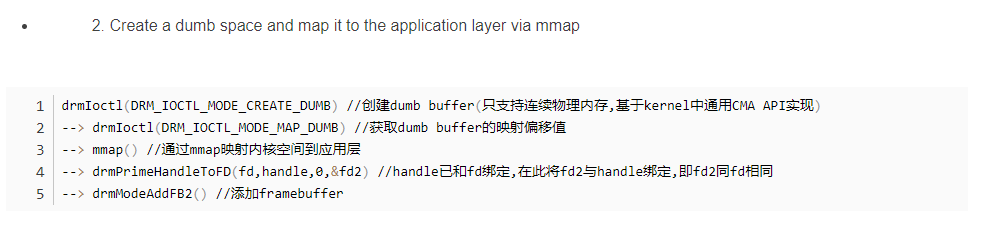 2. Create a dumb space and map it to the application layer via mmap
1 drmIoctl(DRM_IOCTL_MODE_CREATE_DUMB) //创建dumb buffer(只支持连续物理内存,基于kernel中通用CMA API实现)
2 --> drmIoctl(DRM_IOCTL_MODE_MAP_DUMB) //获取dumb buffer的映射偏移值
3 --> mmap() //通过mmap映射内核空间到应用层
4 --> drmPrimeHandleToFD(fd,handle,0,&fd2) //handle已和fd绑定,在此将fd2与handle绑定,即fd2同fd相同
5 --> drmModeAddFB2() //添加framebuffer